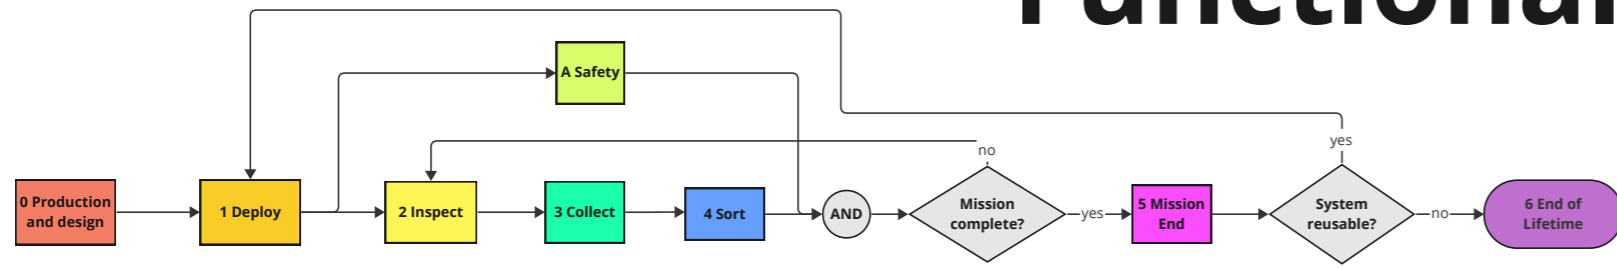 Functional
A Safety
no
yes
0 Production
and design
1 Deploy
2 Inspect
3 Collect
4 Sort
AND
Mission
complete?
yes
5 Mission
End
System
reusable?
no
6 End of
Lifetime